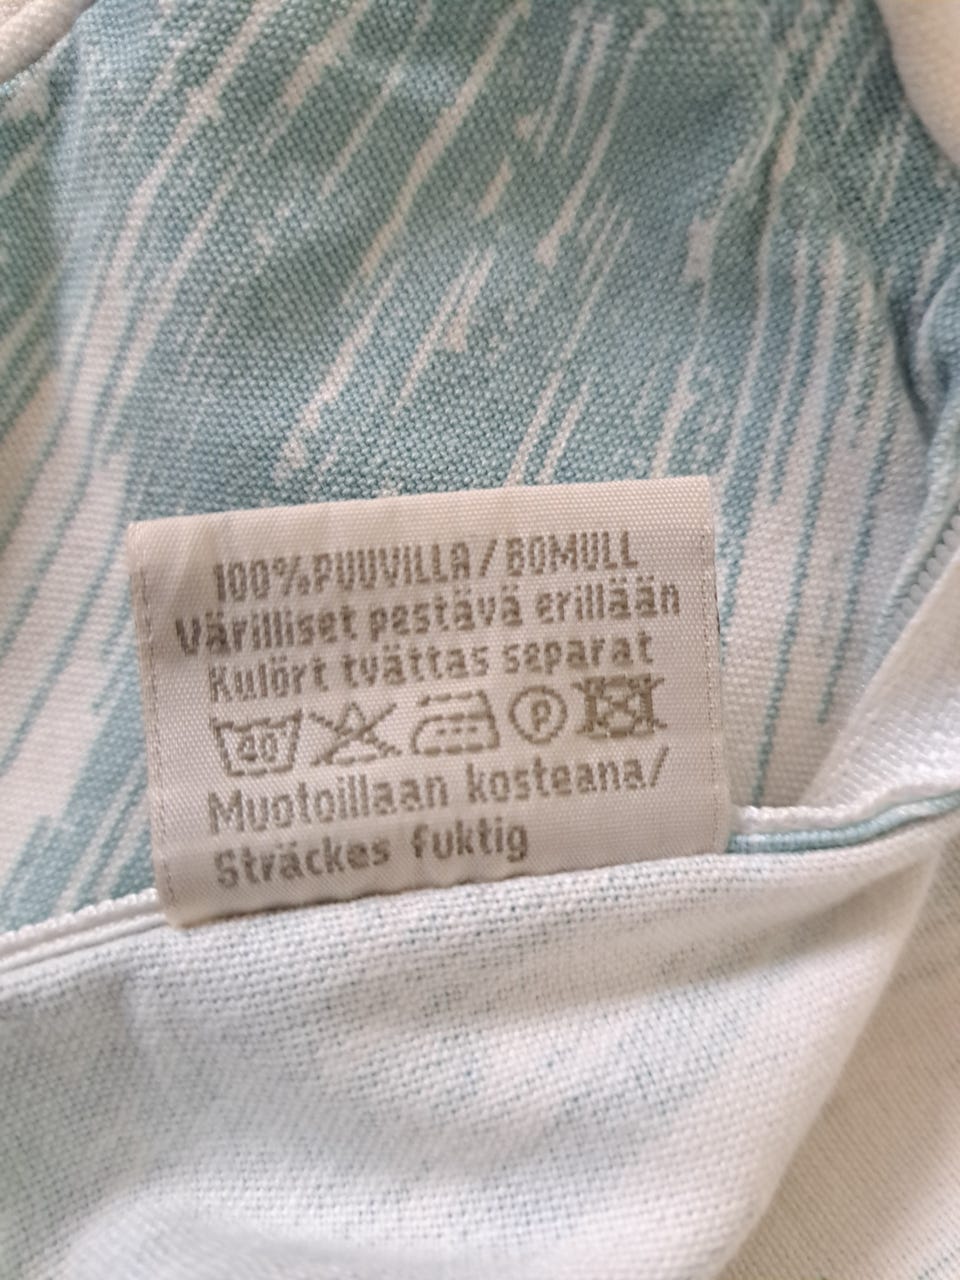 100%PUUVILLA/BOMULL
Värilliset pestävä erillään
Kulört tvättas separat
40 P
Muotoillaan kosteana/
Sträckes fuktig